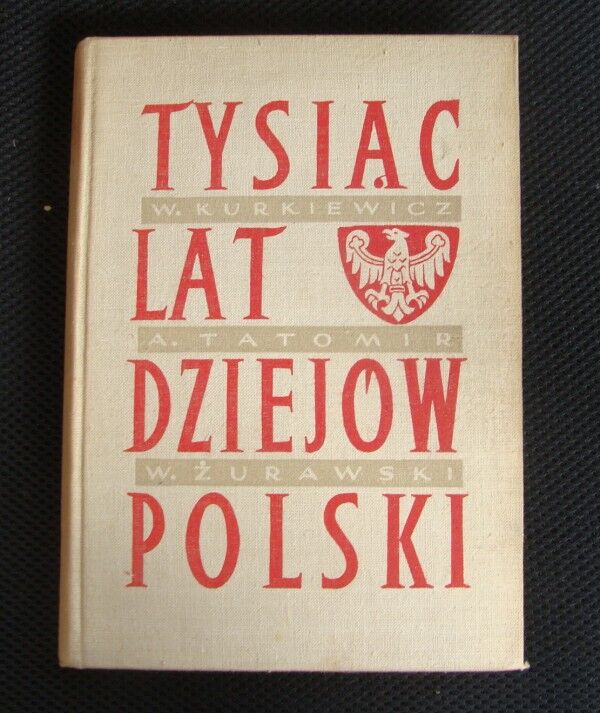 TYSIĄC
W. KURKIEWICZ
LAT
A. TATOMIR
DZIEJÓW
W. ŻURAWSKI
POLSKI